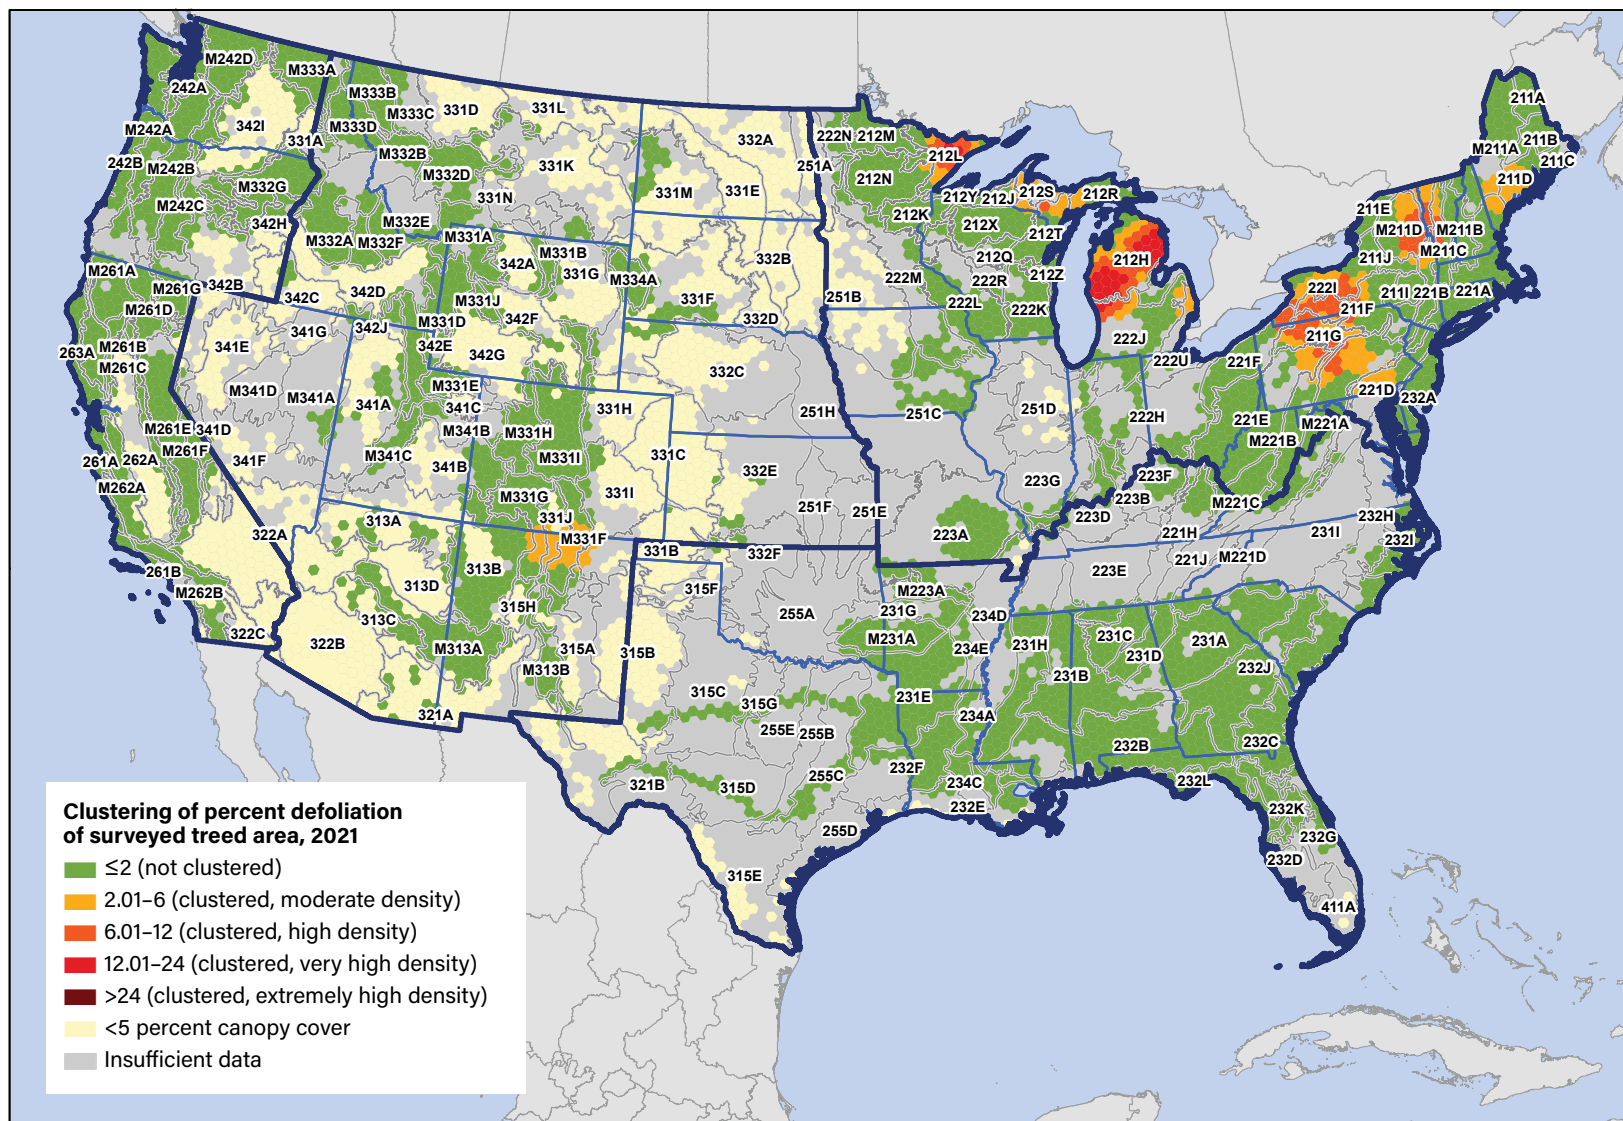 M242D
M333A
242A
M333B
M333C
331D
331L
342I
M242A
M333D
331A
332A
222N
212M
211A
242B
M242B
M332B
331K
251A
212L
M211A
211B
211C
M332D
M332G
331N
331M
331E
212N
212Y
212J
212S
212R
211D
M242C
342H
M332E
212K
212X
212T
211E
M211D
M211B
M332A
M332F
M331A
342A
M331B
331G
M334A
332B
212Q
212Z
212H
211J
M211C
M261A
M261G
342B
342C
342D
M331J
331F
222M
222R
251B
222L
222K
222I
211I
221B
221A
M261D
341G
342J
M331D
342F
332D
211F
263A
M261B
341E
342E
342G
222J
222U
221F
211G
M261C
M341D
M341A
341A
M331E
341C
332C
331H
251H
251C
251D
222H
221D
232A
M261E
341D
M341B
M331H
221E
M221A
M261F
M221B
261A
262A
341F
M341C
341B
M331I
331C
332E
M262A
M331G
331I
223G
223F
223B
M221C
331J
251F
251E
223D
232H
322A
313A
M331F
331B
332F
223A
221H
231I
232I
261B
M262B
313B
313D
315F
223E
221J
M221D
M223A
322C
322B
313C
315H
255A
231G
234D
M313A
315A
315B
M231A
234E
231H
231C
231D
231A
232J
M313B
321A
315C
315G
231E
231B
255E
255B
234A
232B
232C
321B
315D
255C
232F
234C
232L
232E
232K
255D
232G
315E
232D
411A
Clustering of percent defoliation
of surveyed treed area, 2021
≤2 (not clustered)
2.01–6 (clustered, moderate density)
6.01–12 (clustered, high density)
12.01–24 (clustered, very high density)
>24 (clustered, extremely high density)
<5 percent canopy cover
Insufficient data